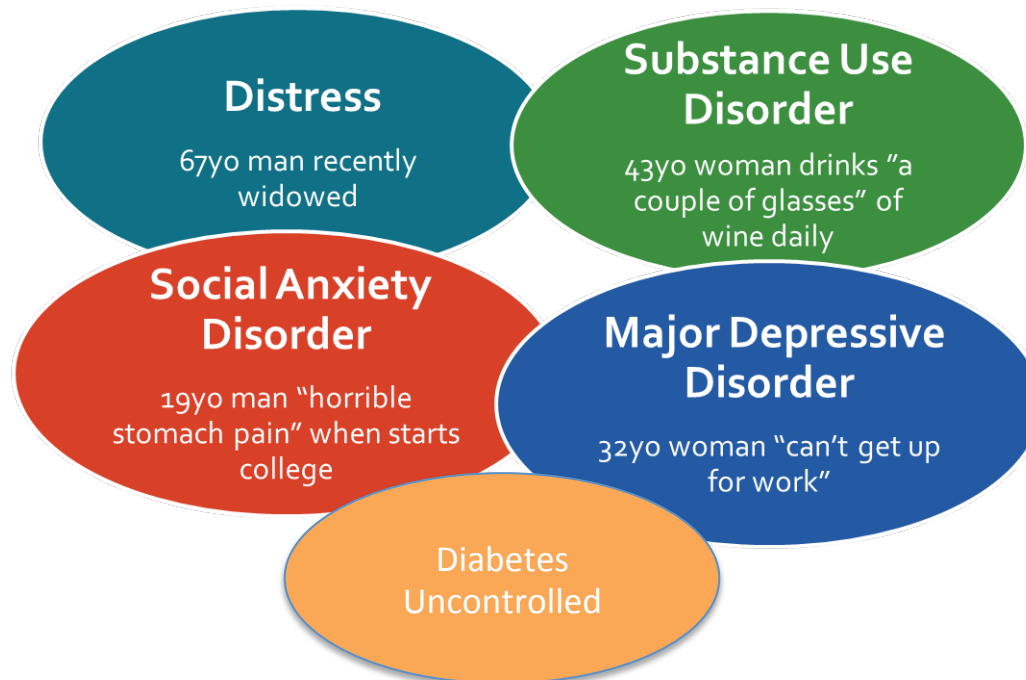 Distress
67yo man recently
widowed
Substance Use
Disorder
43yo woman drinks "a
couple of glasses" of
wine daily
Social Anxiety
Disorder
19yo man “horrible
stomach pain” when starts
college
Major Depressive
Disorder
32yo woman “can’t get up
for work”
Diabetes
Uncontrolled